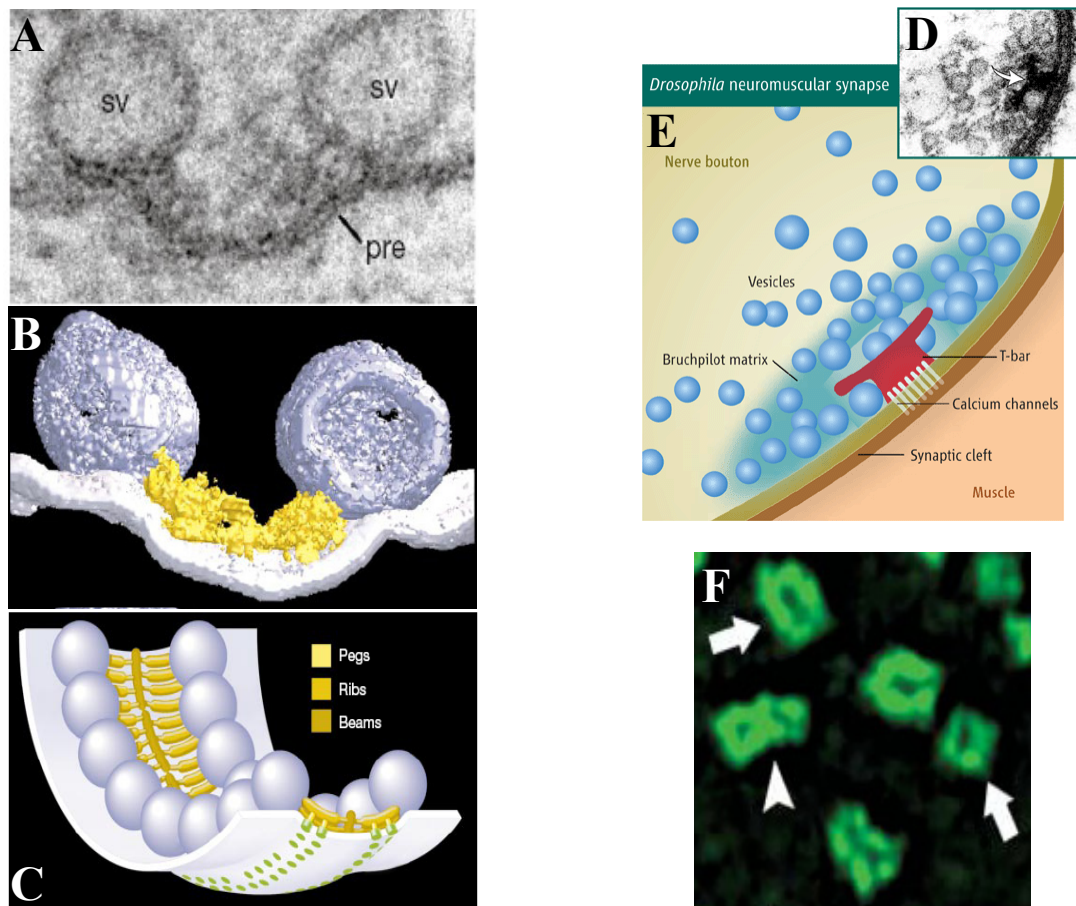 A
sv
sv
pre
B
Pegs
Ribs
Beams
C
D
Drosophila neuromuscular synapse
E
Nerve bouton
Vesicles
Bruchpilot matrix
T-bar
Calcium channels
Synaptic cleft
Muscle
F